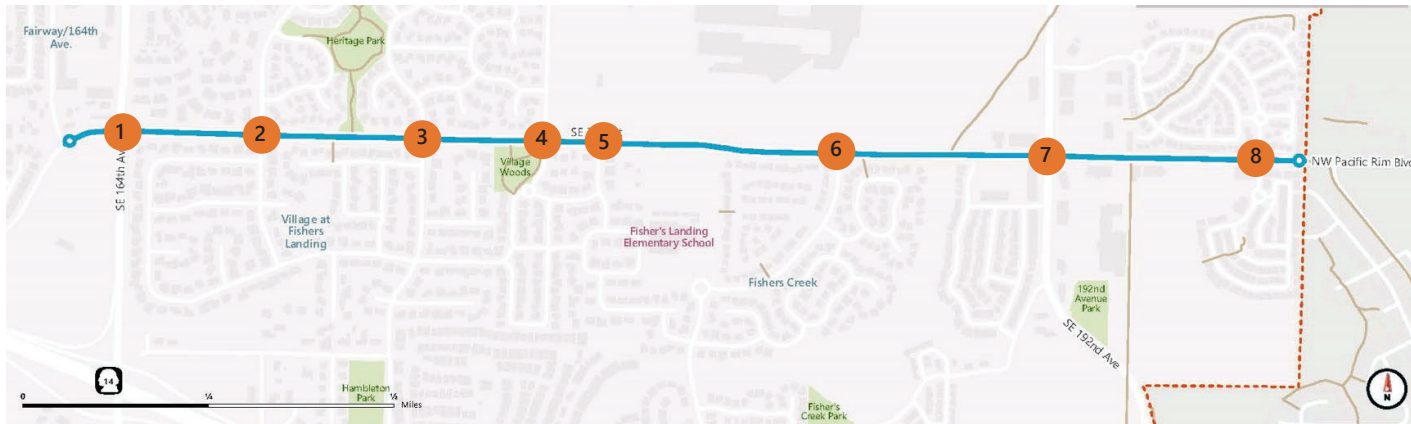 Fairway/164th
Ave.
Heritage Park
1
2
3
4
SE
st
5
6
7
8
NW Pacific Rim Blvd
SE 164th Ave
Village
Woods
Village at
Fishers
Landing
Fisher's Landing
Elementary School
Fishers Creek
192nd
Avenue
Park
SE 192nd Ave
14
0
¼
½
Miles
Hambleton
Park
Fisher's
Creek Park
N